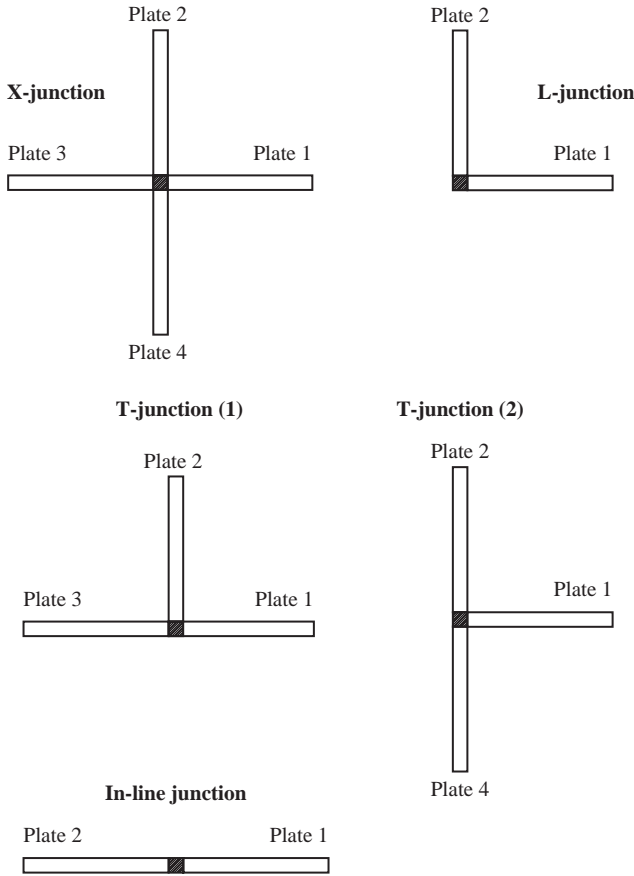 Plate 2
X-junction
Plate 3
Plate 1
Plate 4
Plate 2
L-junction
Plate 1
T-junction (1)
Plate 2
Plate 3
Plate 1
T-junction (2)
Plate 2
Plate 1
Plate 4
In-line junction
Plate 2
Plate 1